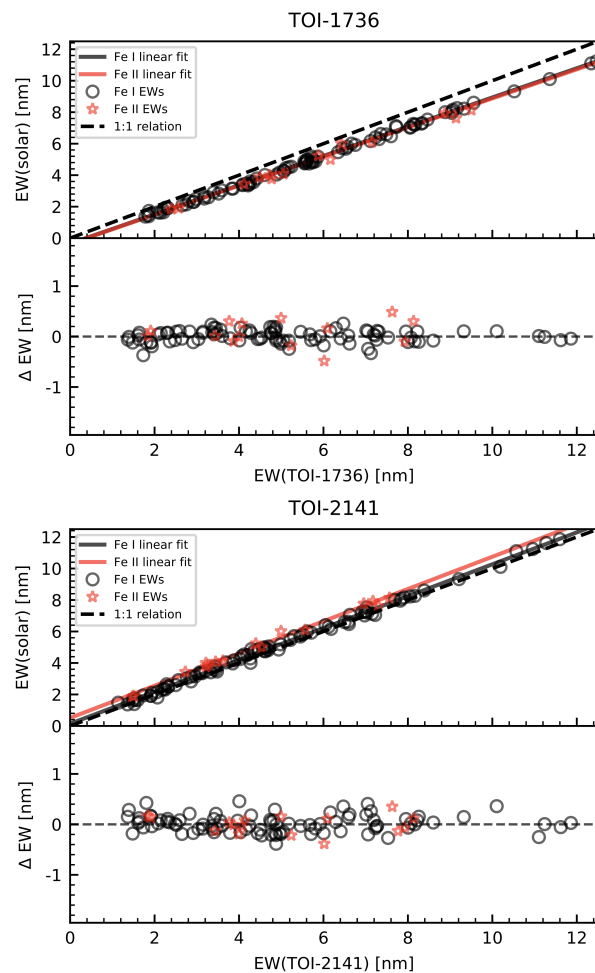 TOI-1736
12
10
8
6
4
2
0
EW(solar) [nm]
Fe I linear fit
Fe II linear fit
Fe I EWs
Fe II EWs
1:1 relation
1
0
-1
Δ EW [nm]
0 2 4 6 8 10 12
EW(TOI-1736) [nm]
TOI-2141
12
10
8
6
4
2
0
EW(solar) [nm]
Fe I linear fit
Fe II linear fit
Fe I EWs
Fe II EWs
1:1 relation
1
0
-1
Δ EW [nm]
0 2 4 6 8 10 12
EW(TOI-2141) [nm]